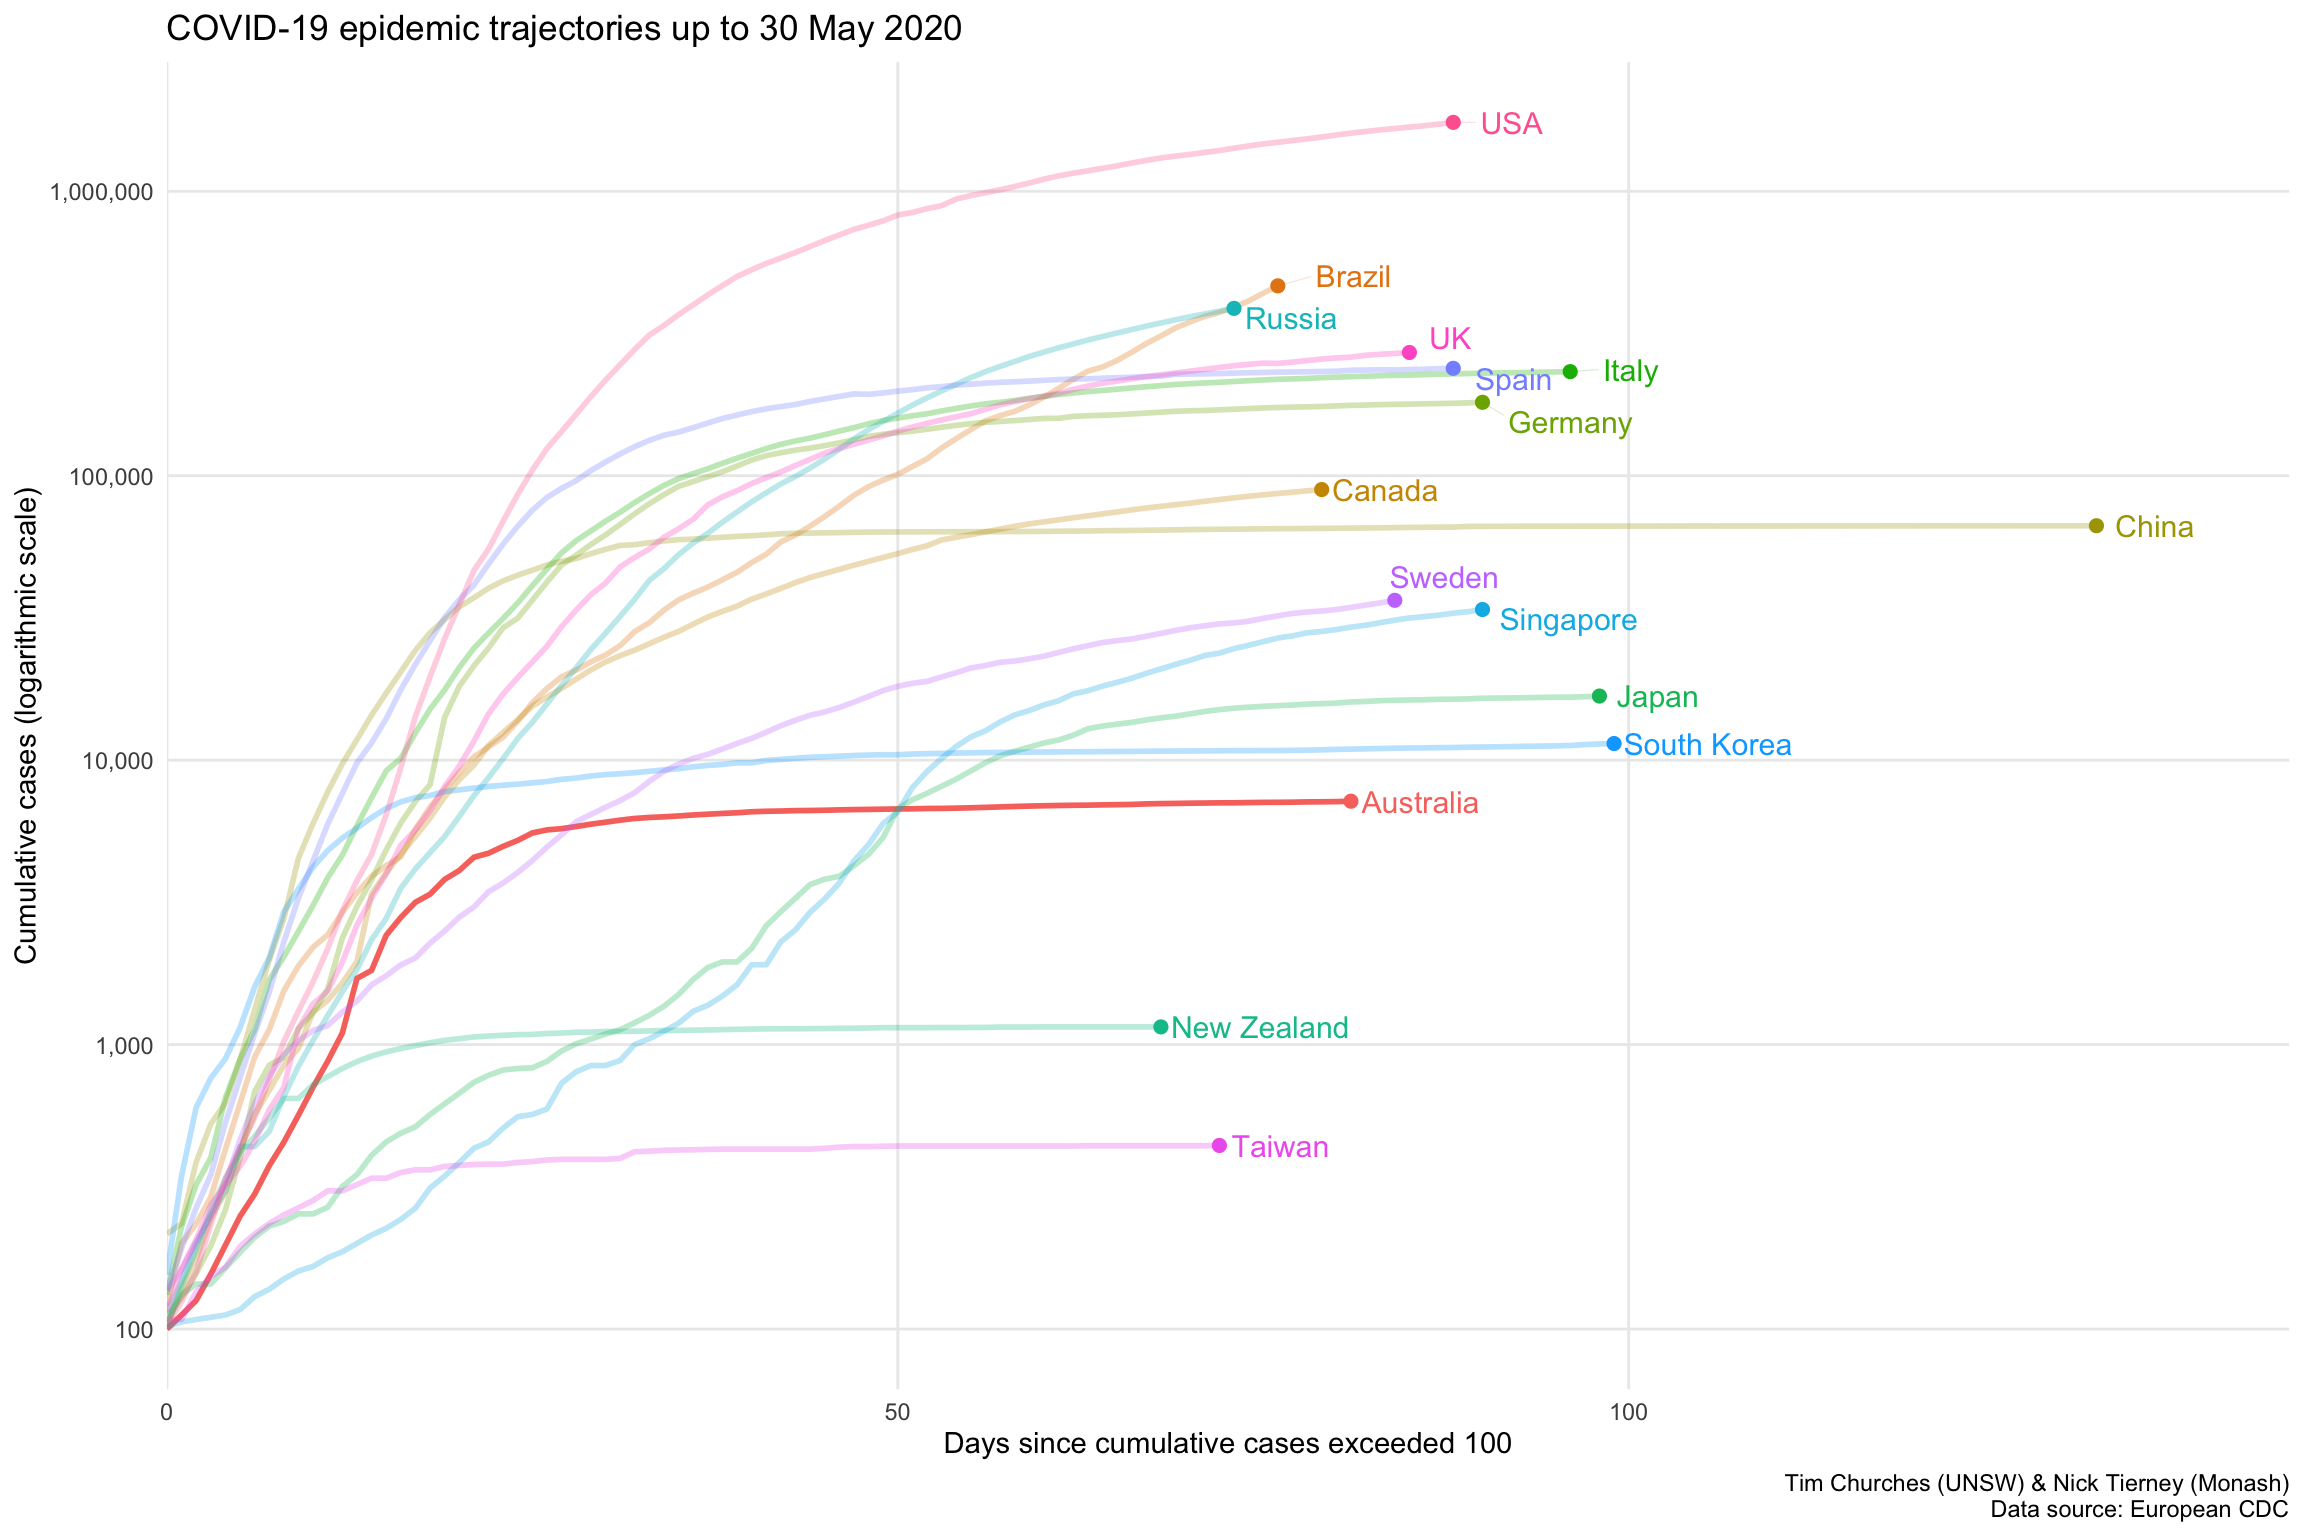 COVID-19 epidemic trajectories up to 30 May 2020
USA
1,000,000
Brazil
Russia
UK
Italy
Spain
Germany
100,000
Canada
China
Sweden
Singapore
Japan
South Korea
10,000
Australia
New Zealand
1,000
Taiwan
100
Cumulative cases (logarithmic scale)
0
50
100
Days since cumulative cases exceeded 100
Tim Churches (UNSW) & Nick Tierney (Monash)
Data source: European CDC